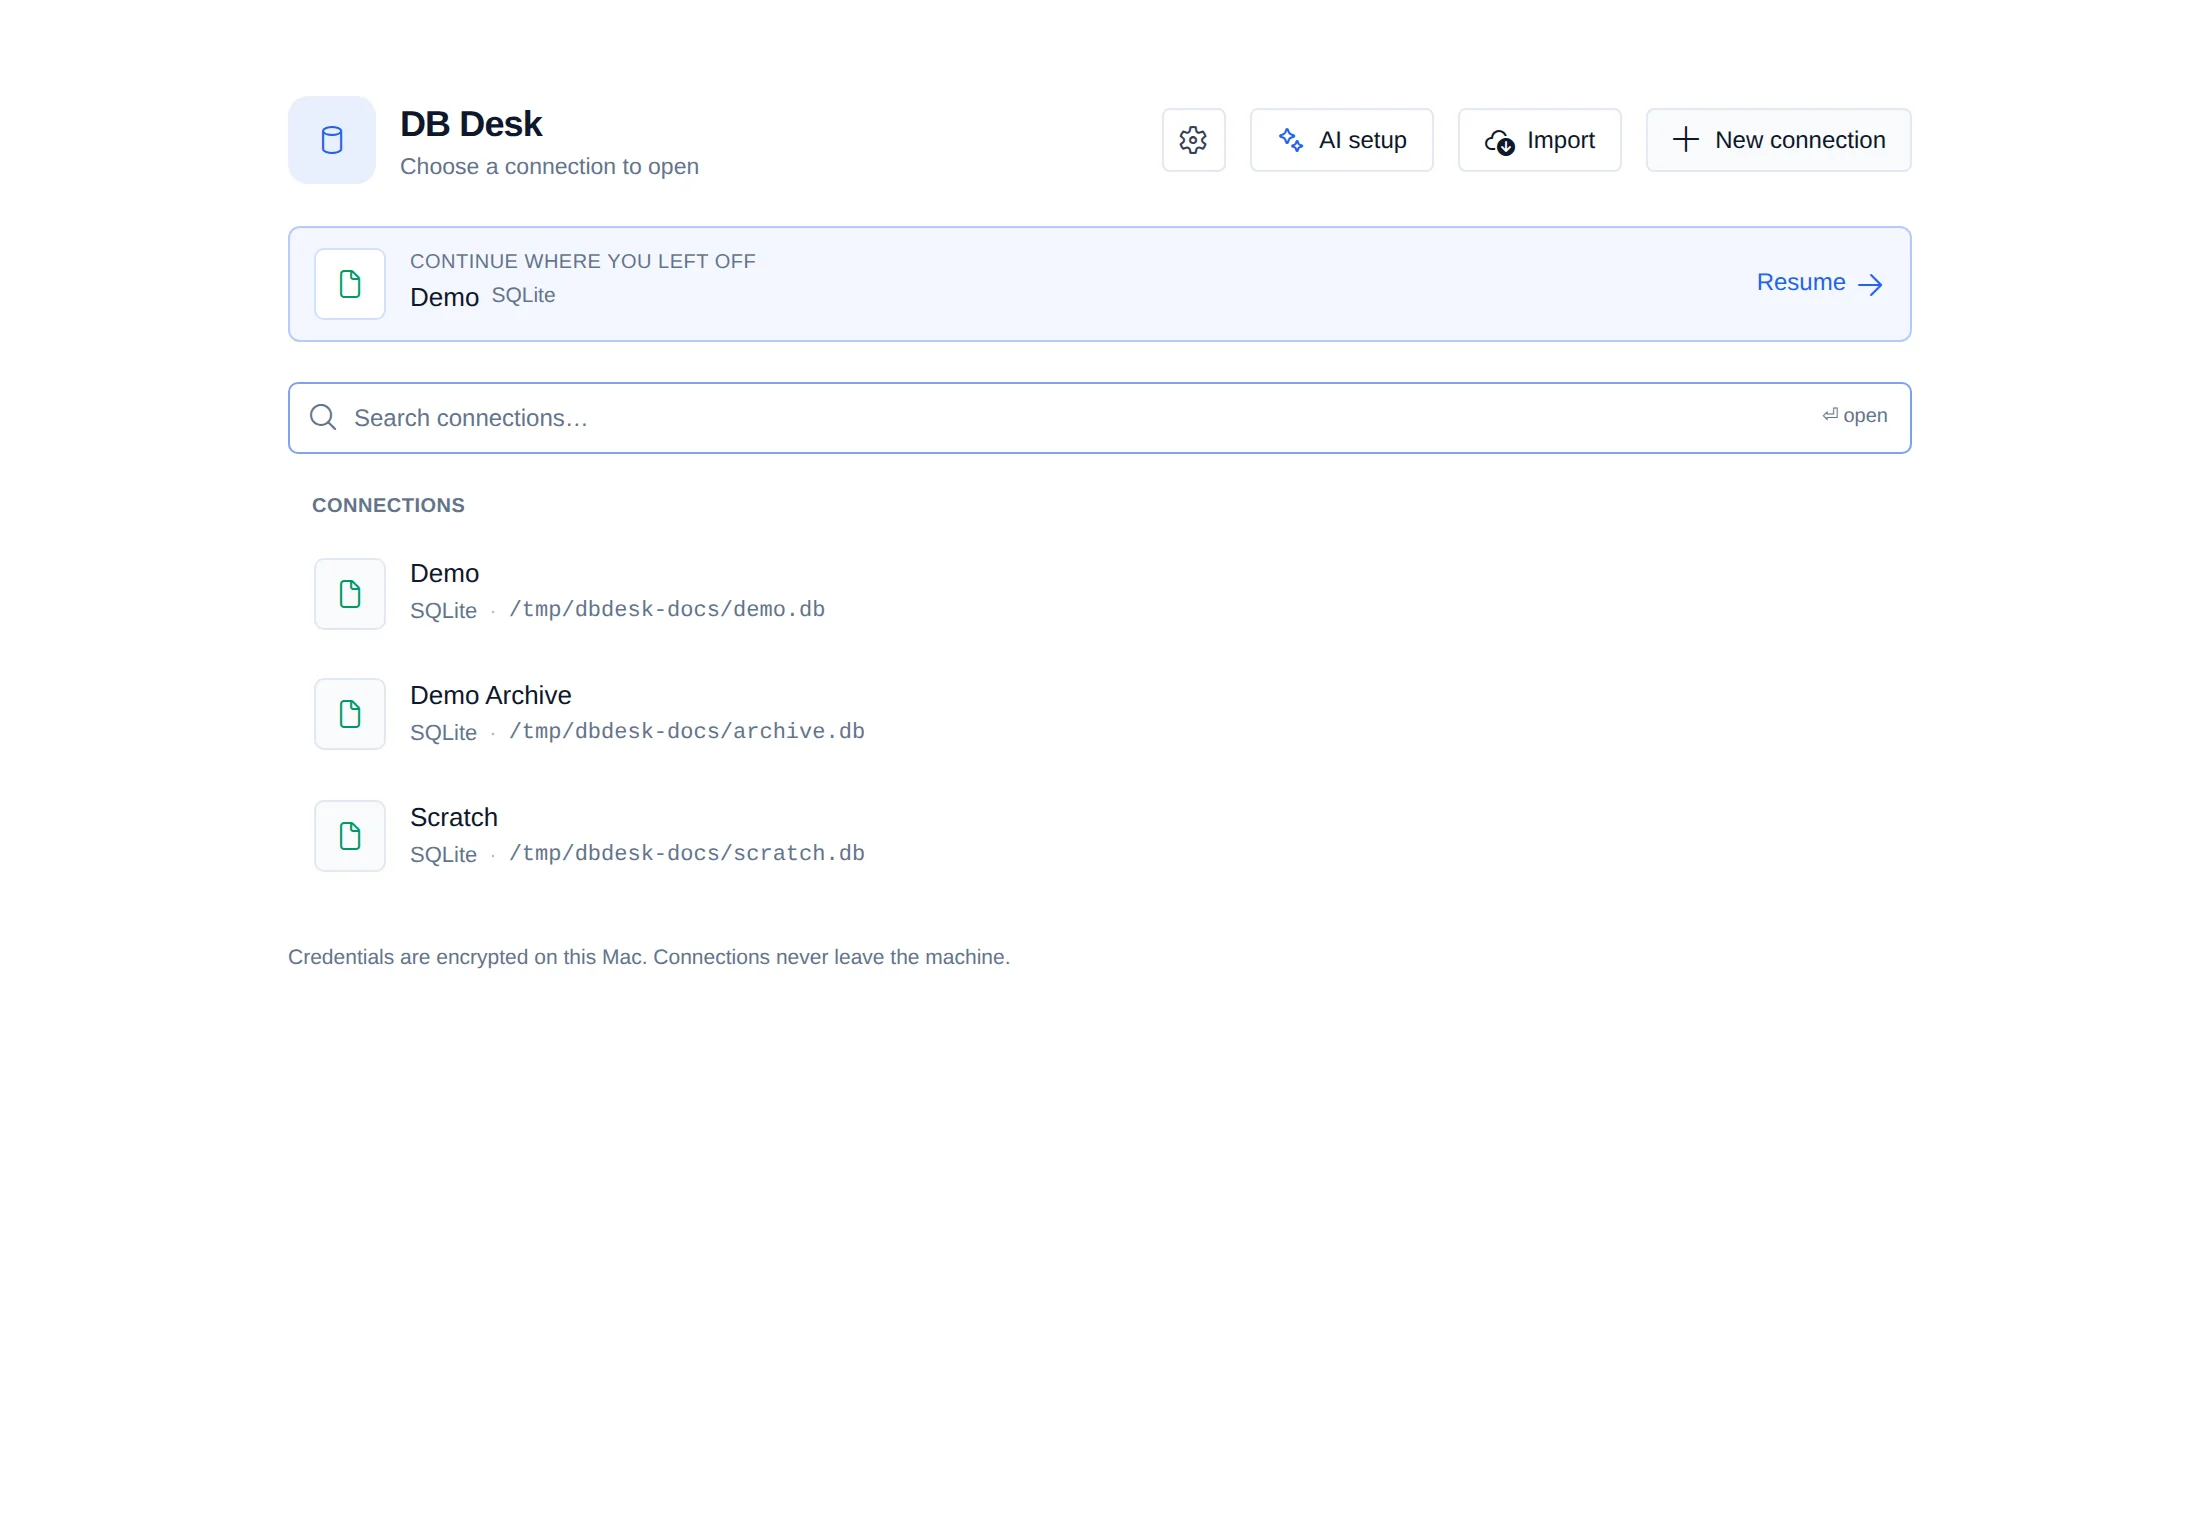 DB Desk
Choose a connection to open
AI setup
Import
New connection
CONTINUE WHERE YOU LEFT OFF
Demo SQLite
Resume →
Search connections…
⏎ open
CONNECTIONS
Demo
SQLite · /tmp/dbdesk-docs/demo.db
Demo Archive
SQLite · /tmp/dbdesk-docs/archive.db
Scratch
SQLite · /tmp/dbdesk-docs/scratch.db
Credentials are encrypted on this Mac. Connections never leave the machine.